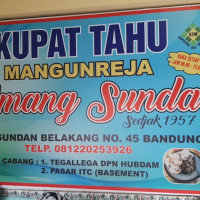 KUPAT TAHU
MANGUNREJA
mang Sunda
Sedjak 1957
SUNDAN BELAKANG NO. 45 BANDUNG
TELP. 081220253926
CABANG : 1. TEGALLEGA DPN HUBDAM
2. PASAR ITC (BASEMENT)